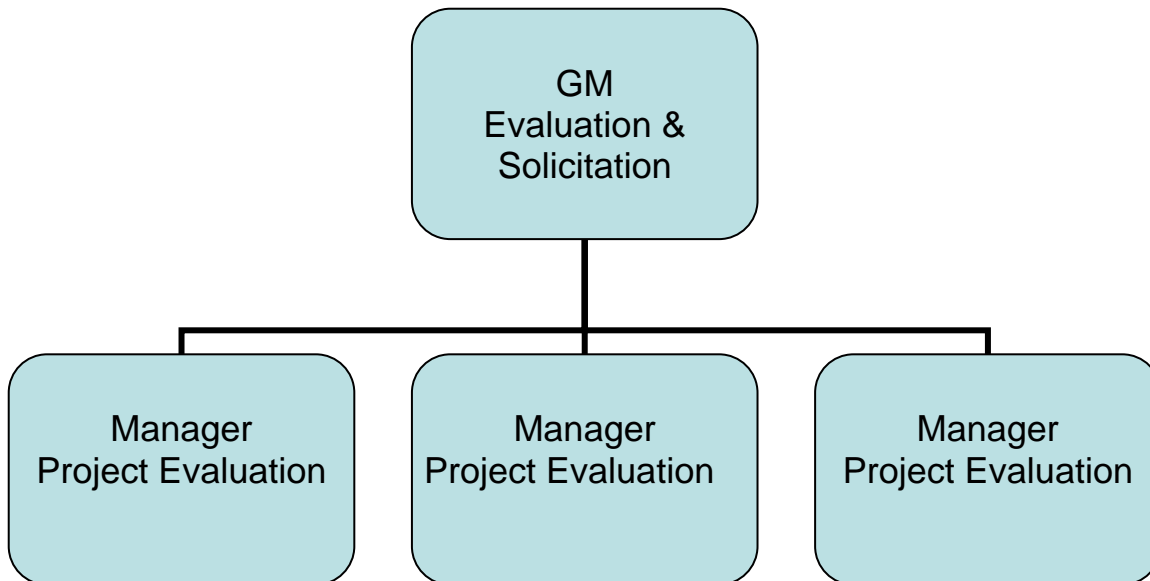 GM
Evaluation &
Solicitation
Manager
Project Evaluation
Manager
Project Evaluation
Manager
Project Evaluation